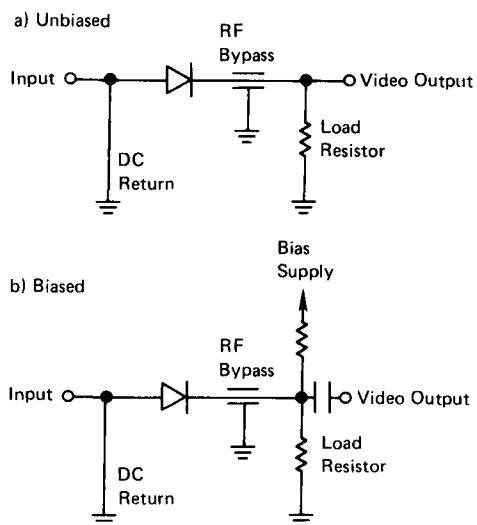 a) Unbiased
RF
Bypass
Input
Video Output
Load
Resistor
DC
Return
Bias
Supply
b) Biased
RF
Bypass
Input
Video Output
Load
Resistor
DC
Return